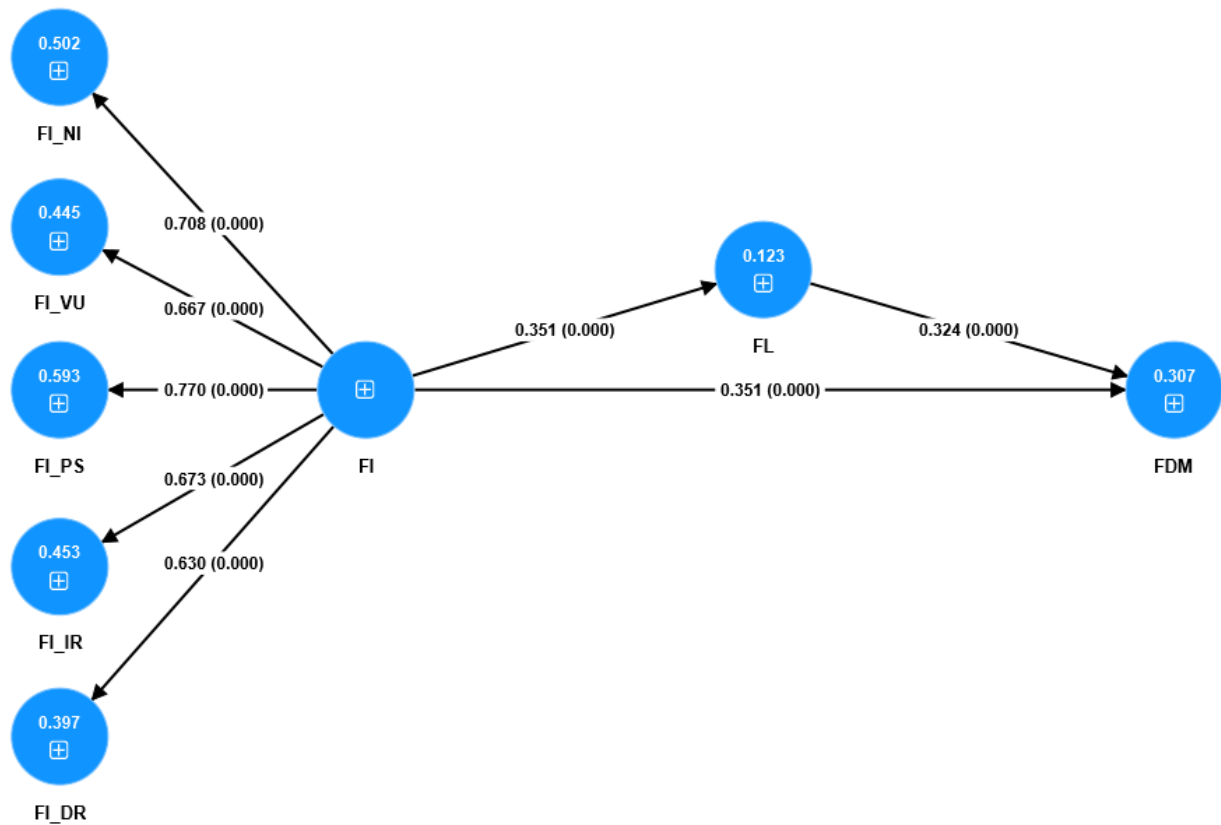 0.502
FI_NI
0.445
FI_VU
0.593
FI_PS
0.453
FI_IR
0.397
FI_DR
0.708 (0.000)
0.667 (0.000)
0.770 (0.000)
0.673 (0.000)
0.630 (0.000)
FI
0.351 (0.000)
0.123
FL
0.324 (0.000)
0.351 (0.000)
0.307
FDM